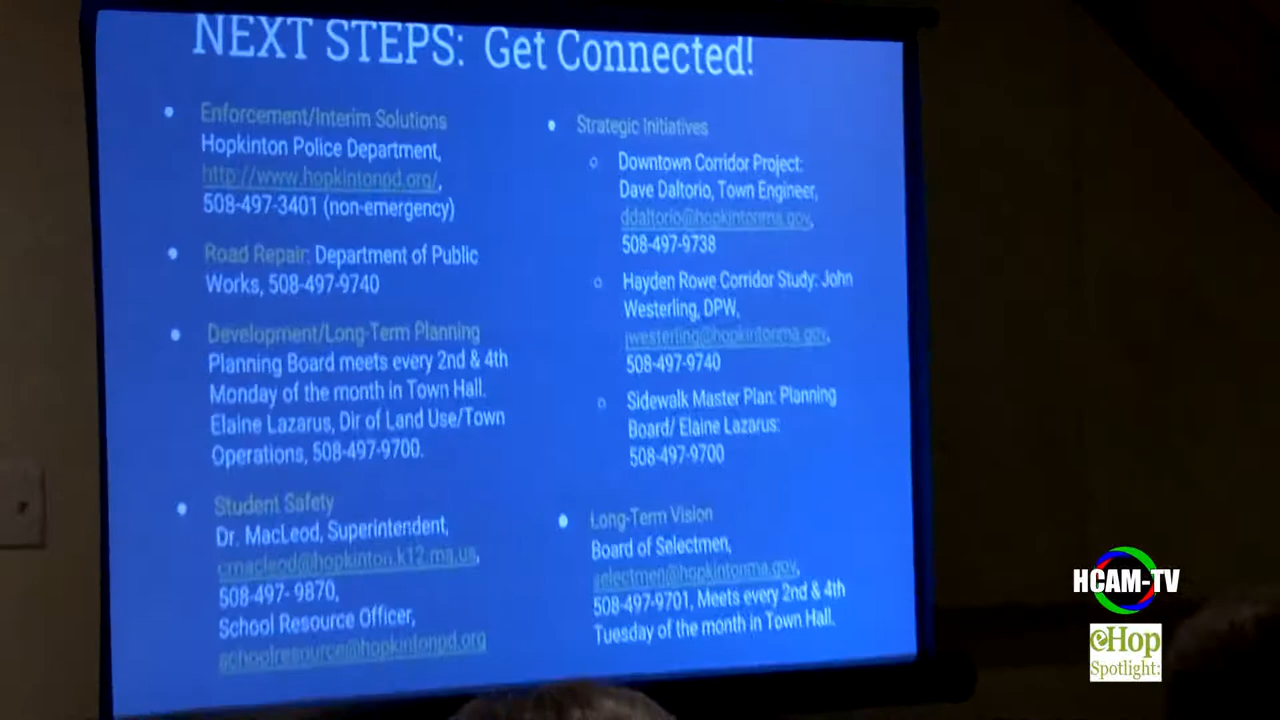 NEXT STEPS: Get Connected!
Enforcement/Interim Solutions
Hopkinton Police Department,
http://www.hopkintonpd.org/,
508-497-3401 (non-emergency)
Road Repair: Department of Public
Works, 508-497-9740
Development/Long-Term Planning
Planning Board meets every 2nd & 4th
Monday of the month in Town Hall.
Elaine Lazarus, Dir of Land Use/Town
Operations, 508-497-9700.
Student Safety
Dr. MacLeod, Superintendent,
cmacleod@hopkinton.k12.ma.us,
508-497- 9870,
School Resource Officer,
schoolresource@hopkintonpd.org
Strategic Initiatives
Downtown Corridor Project:
Dave Daltorio, Town Engineer,
ddaltorio@hopkintonma.gov,
508-497-9738
Hayden Rowe Corridor Study: John
Westerling, DPW,
jwesterling@hopkintonma.gov,
508-497-9740
Sidewalk Master Plan: Planning
Board/ Elaine Lazarus:
508-497-9700
Long-Term Vision
Board of Selectmen,
selectmen@hopkintonma.gov,
508-497-9701, Meets every 2nd & 4th
Tuesday of the month in Town Hall.
HCAM-TV
eHop
Spotlight: